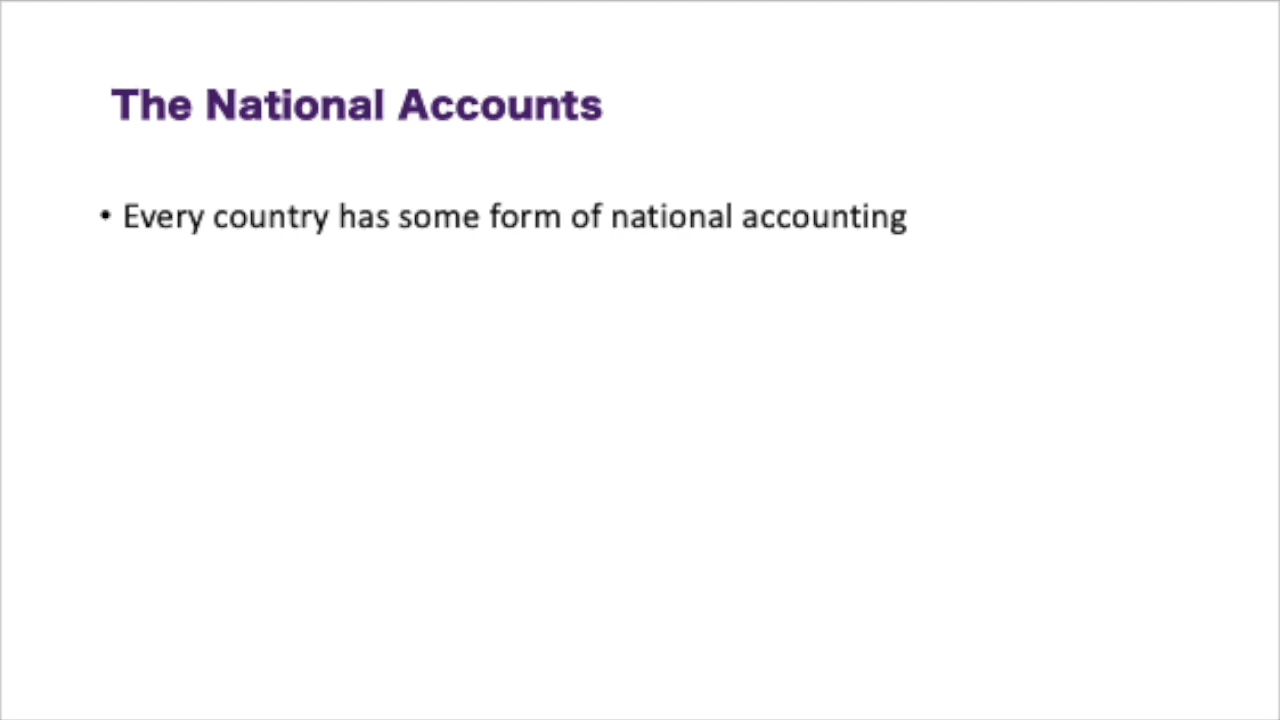 The National Accounts
• Every country has some form of national accounting